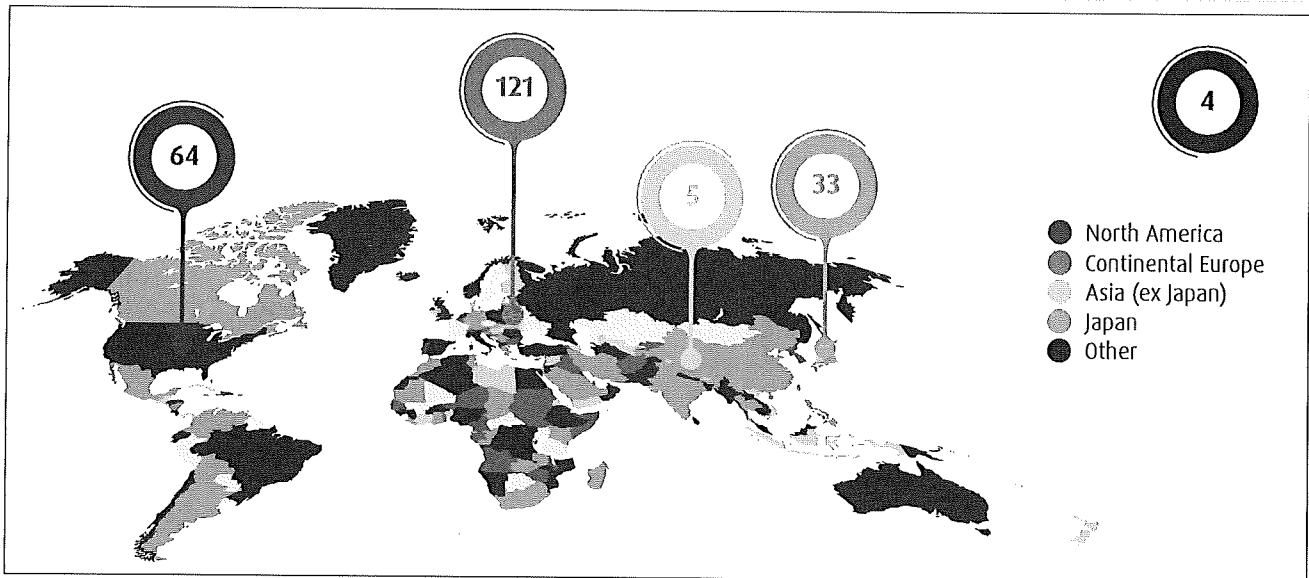 121
4
64
5
33
North America
Continental Europe
Asia (ex Japan)
Japan
Other